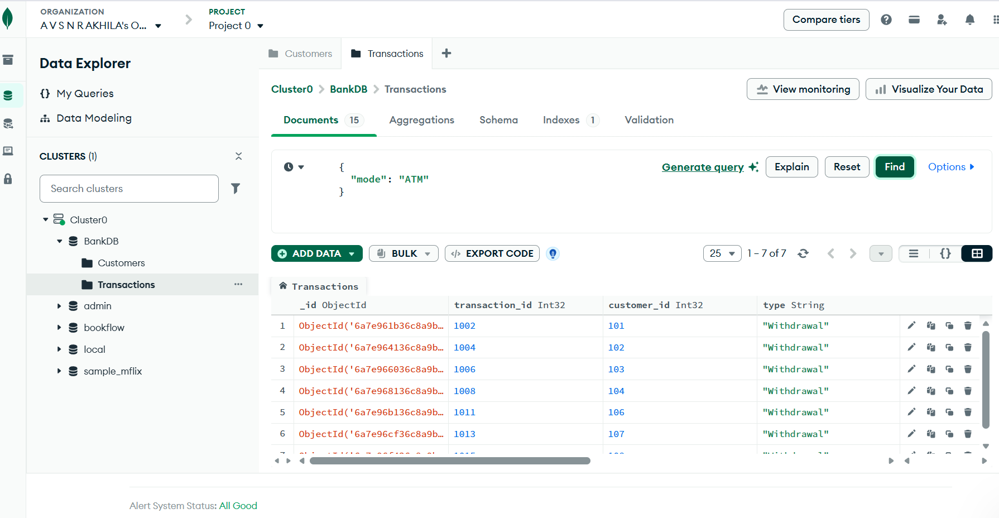 ORGANIZATION
A V S N R AKHILA's O...
PROJECT
Project 0
Compare tiers
Data Explorer
My Queries
Data Modeling
CLUSTERS (1)
Search clusters
Cluster0
BankDB
Customers
Transactions
admin
bookflow
local
sample_mflix
Customers
Transactions
Cluster0 > BankDB > Transactions
View monitoring
Visualize Your Data
Documents 15
Aggregations
Schema
Indexes 1
Validation
{
"mode": "ATM"
}
Generate query
Explain
Reset
Find
Options
ADD DATA
BULK
EXPORT CODE
25
1 – 7 of 7
{}
Transactions
_id ObjectId transaction_id Int32 customer_id Int32 type String
1 ObjectId('6a7e961b36c8a9b… 1002 101 "Withdrawal"
2 ObjectId('6a7e964136c8a9b… 1004 102 "Withdrawal"
3 ObjectId('6a7e966036c8a9b… 1006 103 "Withdrawal"
4 ObjectId('6a7e968136c8a9b… 1008 104 "Withdrawal"
5 ObjectId('6a7e96b136c8a9b… 1011 106 "Withdrawal"
6 ObjectId('6a7e96cf36c8a9b… 1013 107 "Withdrawal"
Alert System Status: All Good